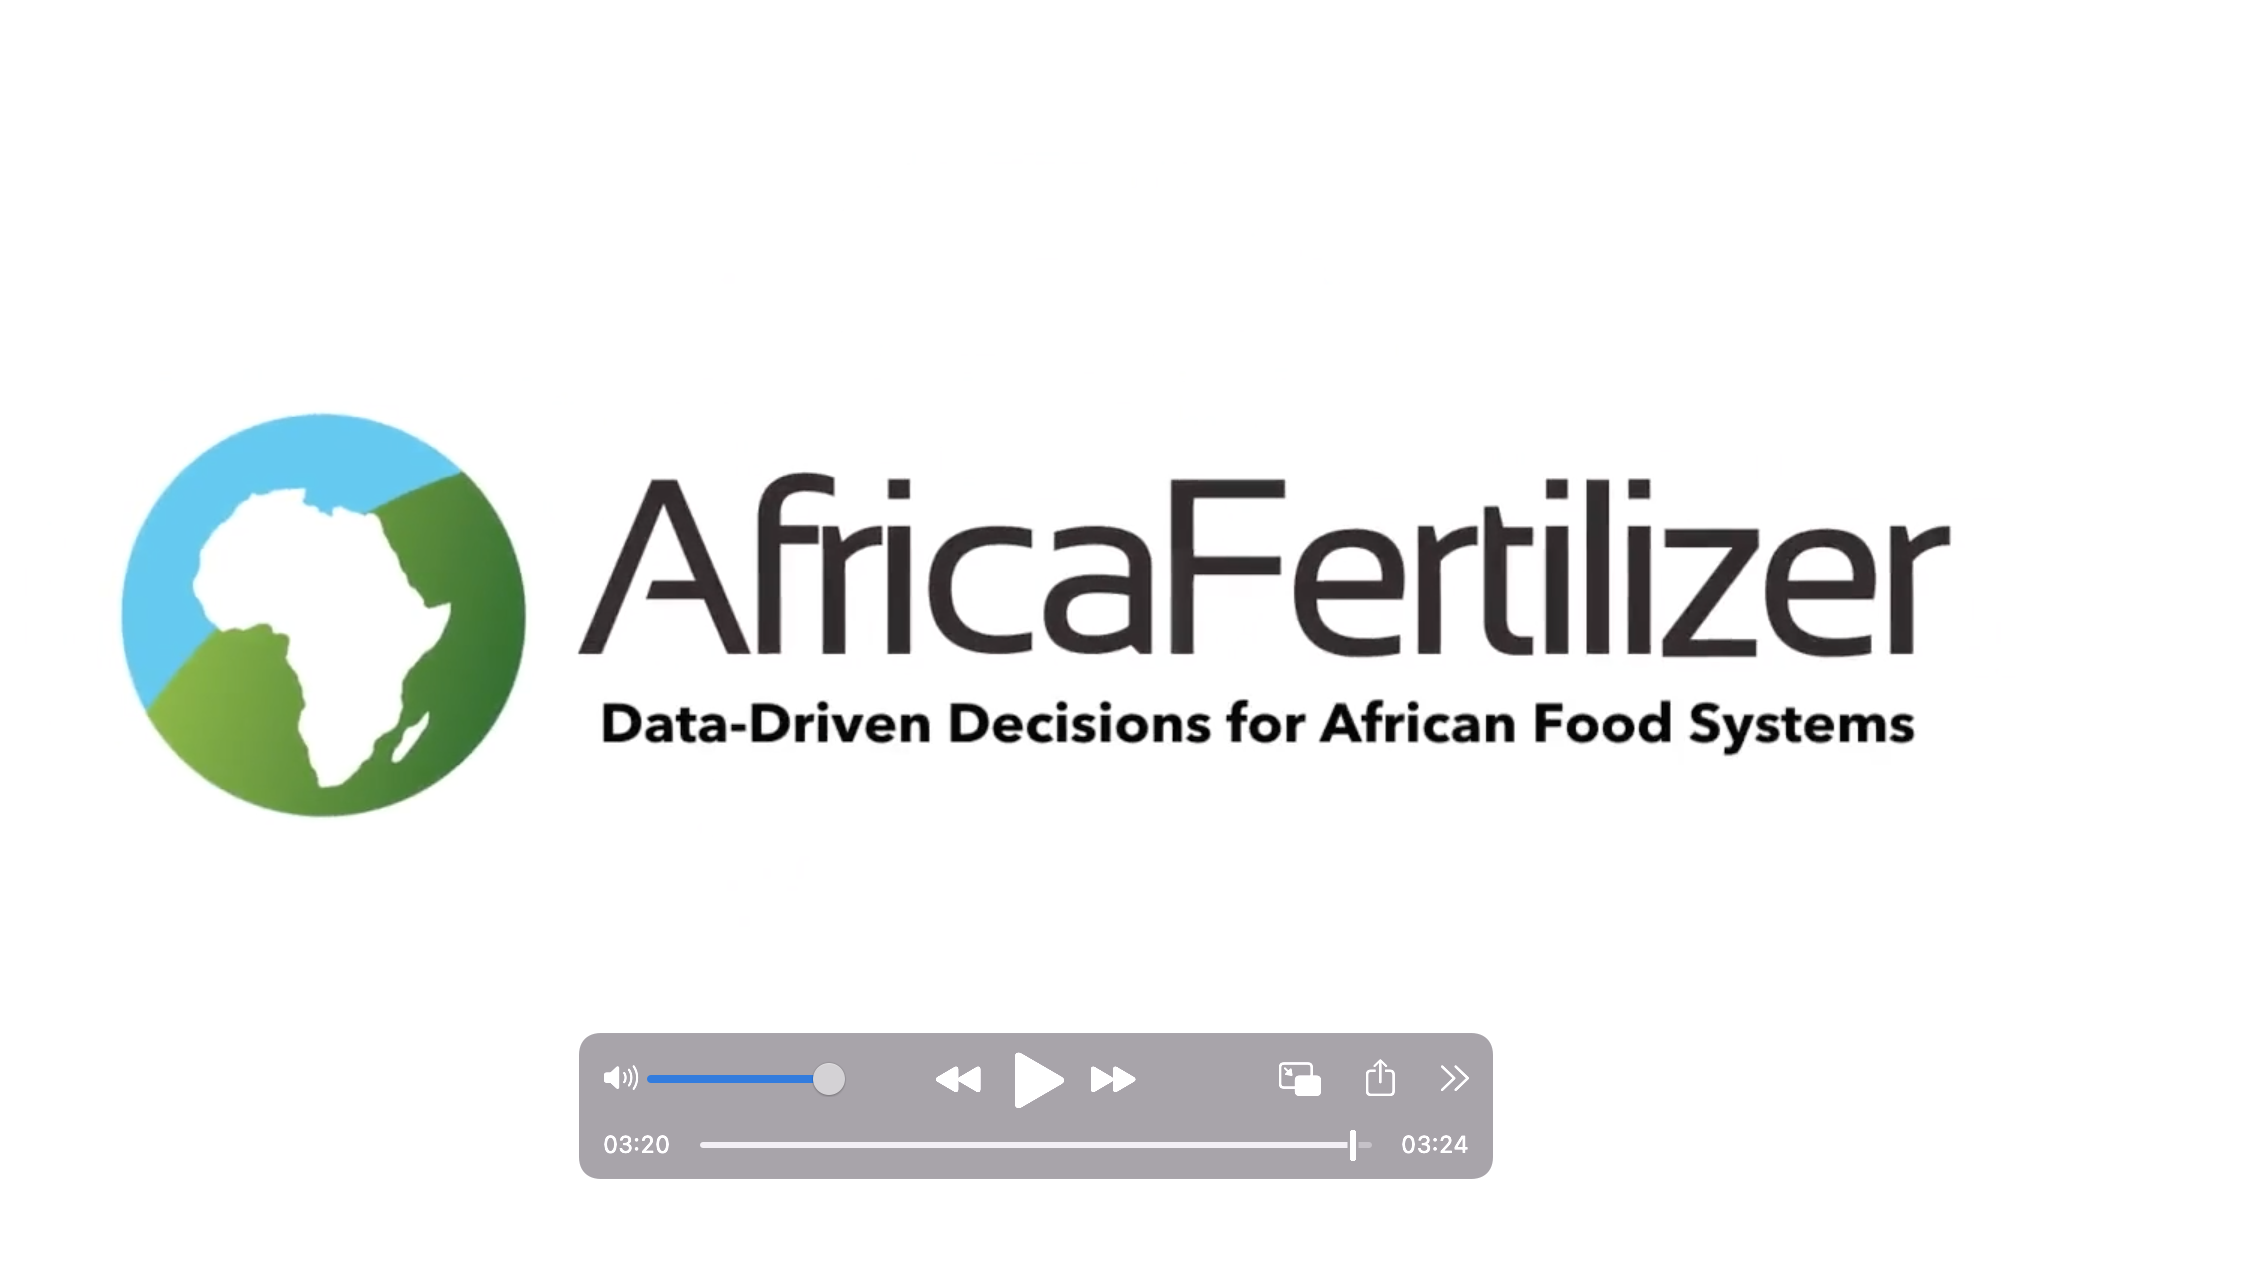 AfricaFertilizer
Data-Driven Decisions for African Food Systems
03:20
03:24